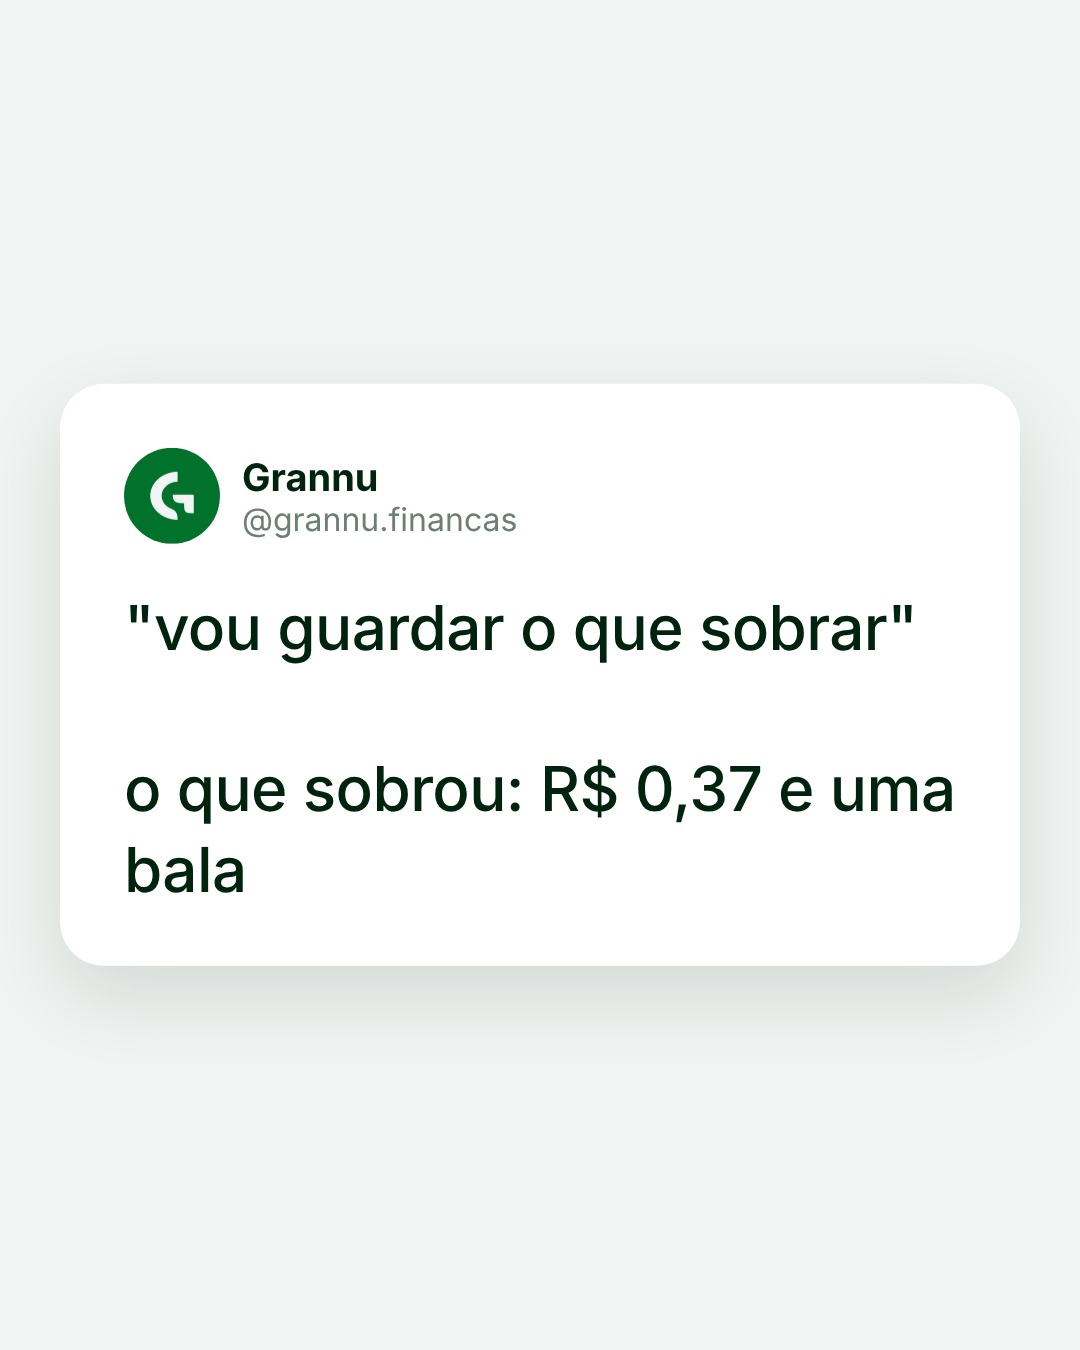 Grannu
@grannu.financas
"vou guardar o que sobrar"
o que sobrou: R$ 0,37 e uma
bala